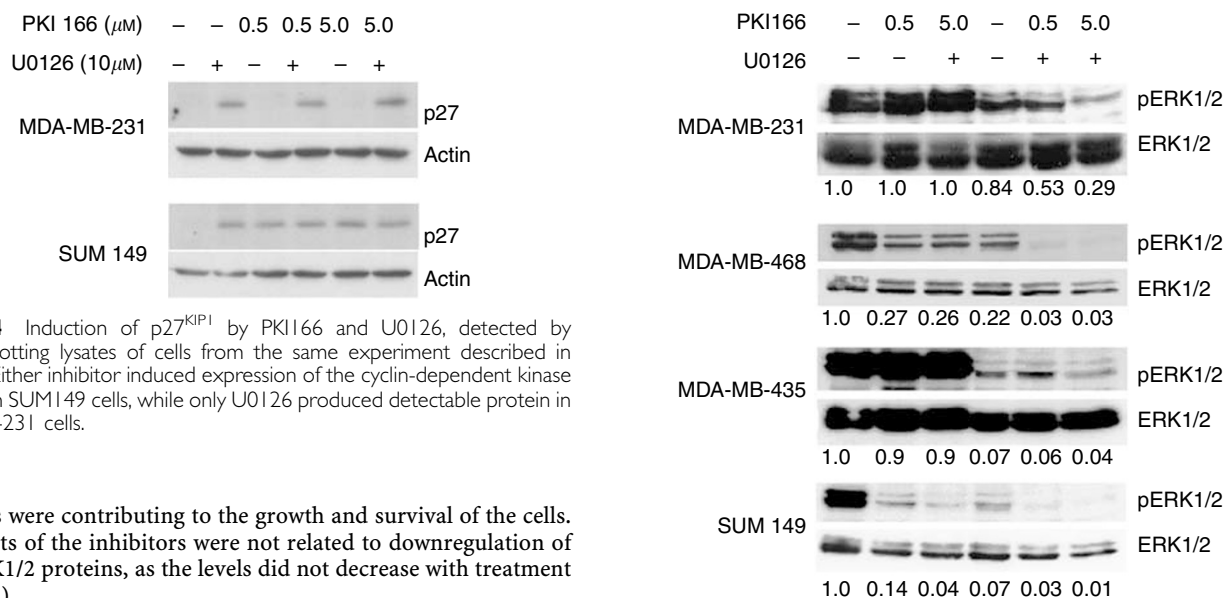 PKI 166 (µM) – – 0.5 0.5 5.0 5.0
U0126 (10µM) – + – + – +
MDA-MB-231
p27
Actin
SUM 149
p27
Actin
4 Induction of p27KIP1 by PKI166 and U0126, detected by
otting lysates of cells from the same experiment described in
ither inhibitor induced expression of the cyclin-dependent kinase
n SUM149 cells, while only U0126 produced detectable protein in
-231 cells.
s were contributing to the growth and survival of the cells.
ts of the inhibitors were not related to downregulation of
K1/2 proteins, as the levels did not decrease with treatment
)
PKI166 – 0.5 5.0 – 0.5 5.0
U0126 – – + – + +
MDA-MB-231
pERK1/2
ERK1/2
1.0 1.0 1.0 0.84 0.53 0.29
MDA-MB-468
pERK1/2
ERK1/2
1.0 0.27 0.26 0.22 0.03 0.03
MDA-MB-435
pERK1/2
ERK1/2
1.0 0.9 0.9 0.07 0.06 0.04
SUM 149
pERK1/2
ERK1/2
1.0 0.14 0.04 0.07 0.03 0.01